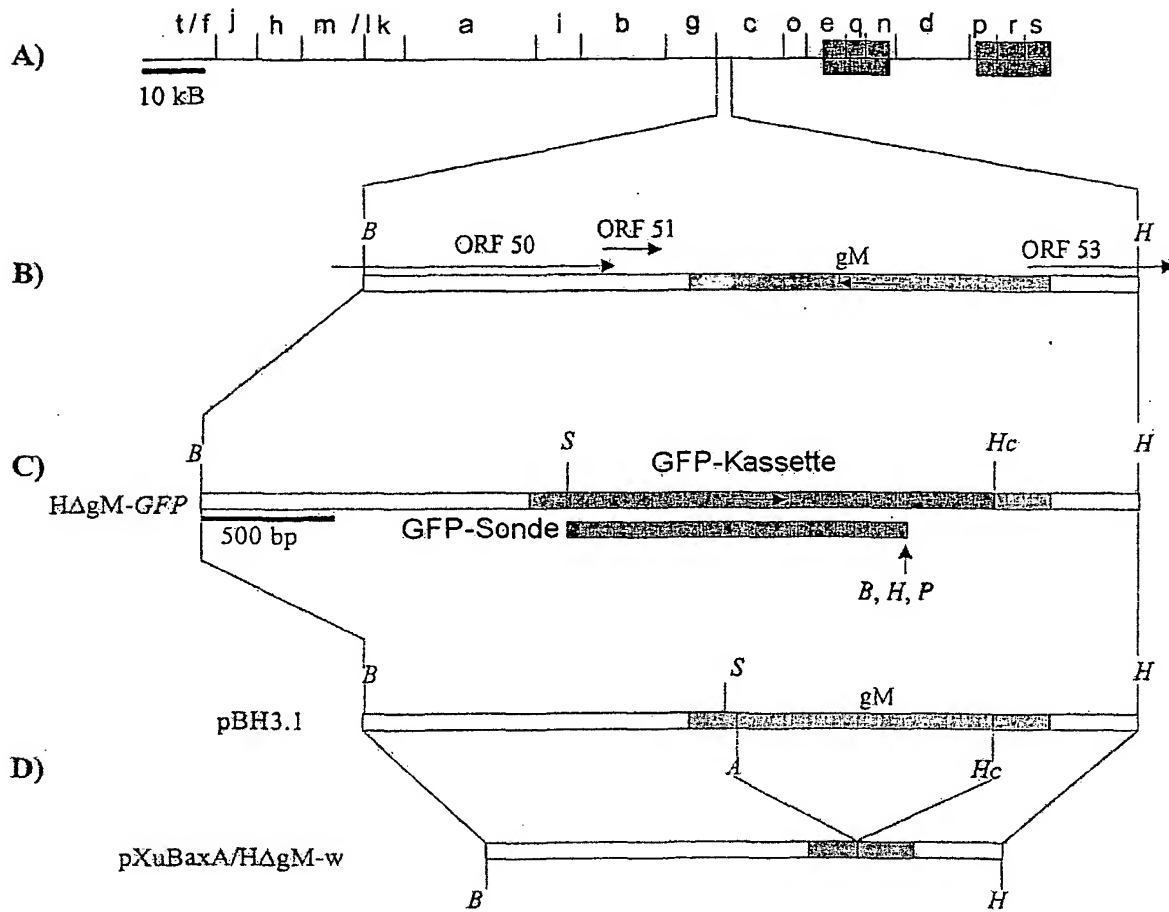 t/f j h m /lk a i b g c o e q n d p r s
A)
10 kB
B H
ORF 51
ORF 50 gM ORF 53
B)
S Hc
B GFP-Kassette H
C)
HΔgM-GFP
500 bp GFP-Sonde
B, H, P
B S H
pBH3.1 gM
D) A Hc
pXuBaxA/HΔgM-w
B H